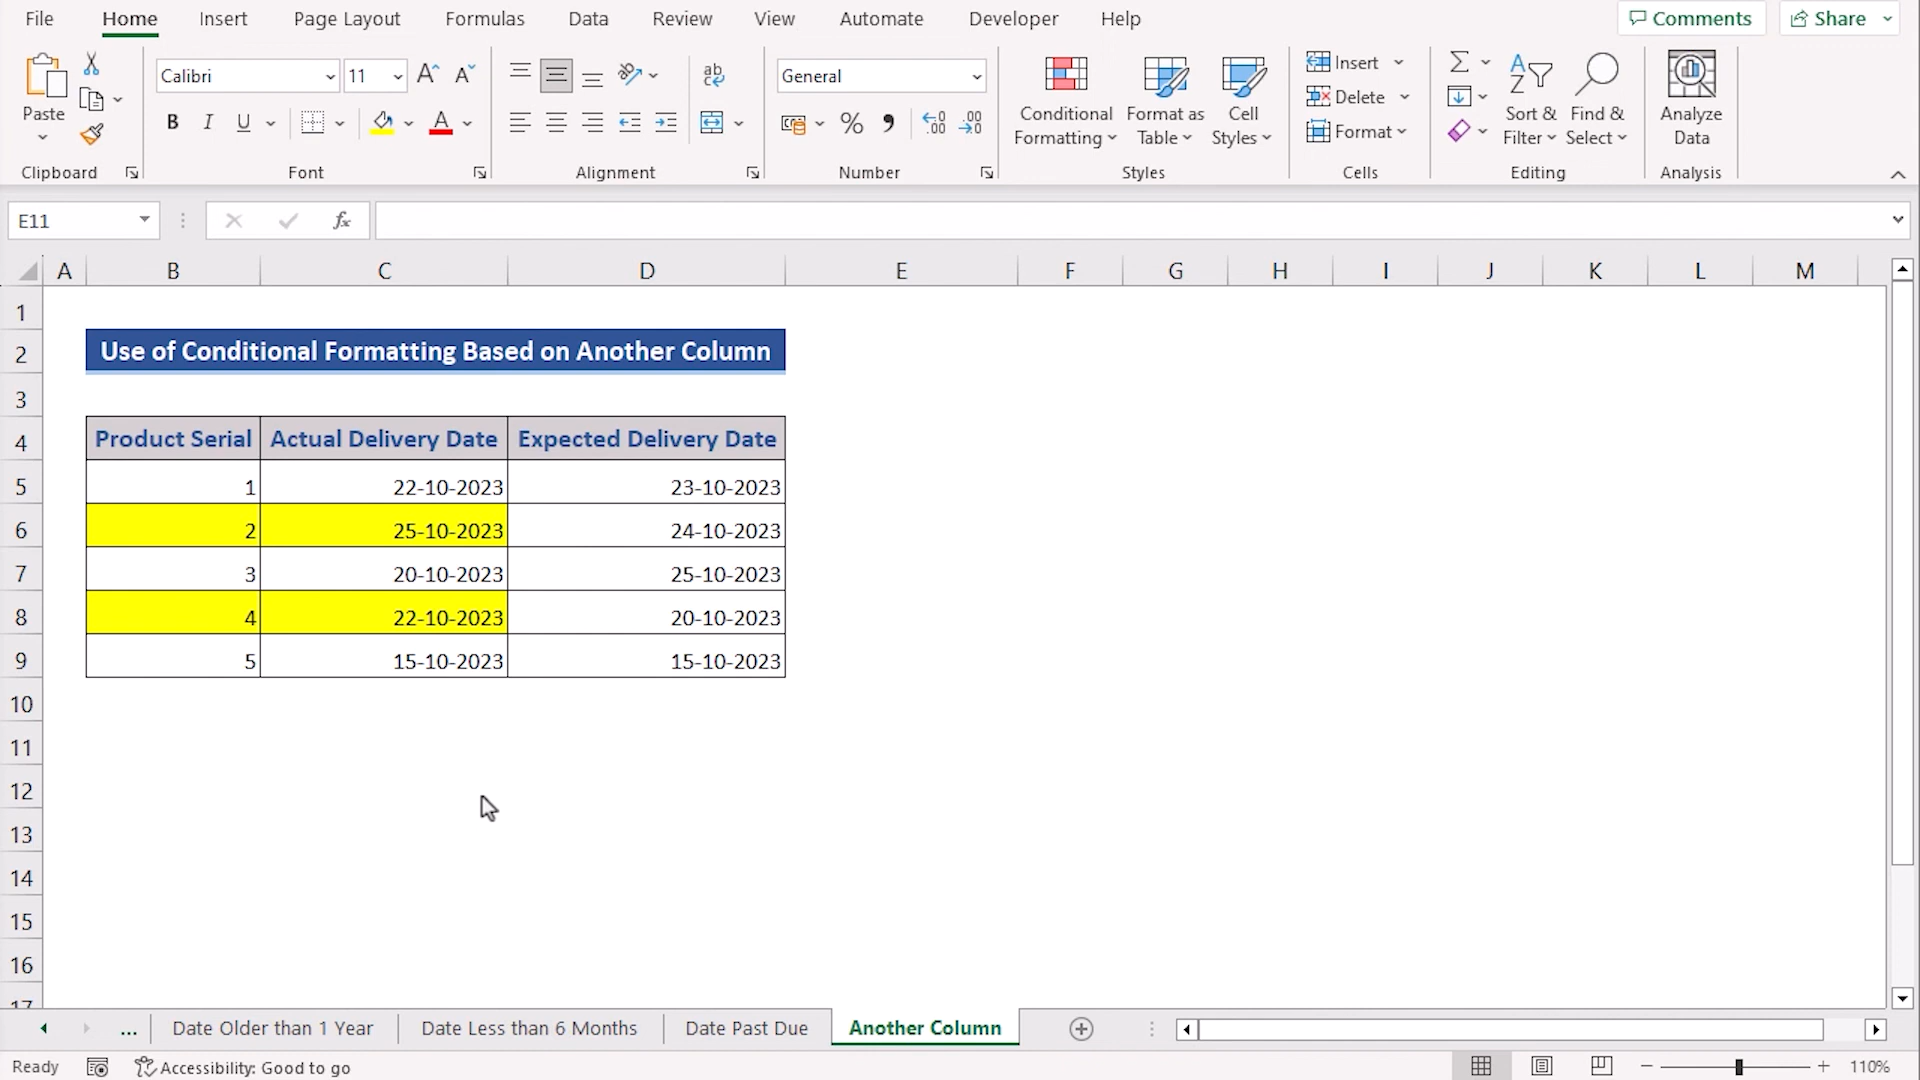 File Home Insert Page Layout Formulas Data Review View Automate Developer Help Comments Share
Calibri 11 ab General Insert
Paste Conditional Formatting Format as Table Cell Styles Delete Sort & Filter Find & Select Analyze Data
B I U A % Format
Clipboard Font Alignment Number Styles Cells Editing Analysis
E11 fx
A B C D E F G H I J K L M
1
2 Use of Conditional Formatting Based on Another Column
3
4 Product Serial Actual Delivery Date Expected Delivery Date
5 1 22-10-2023 23-10-2023
6 2 25-10-2023 24-10-2023
7 3 20-10-2023 25-10-2023
8 4 22-10-2023 20-10-2023
9 5 15-10-2023 15-10-2023
10
11
12
13
14
15
16
17
... Date Older than 1 Year Date Less than 6 Months Date Past Due Another Column
Ready Accessibility: Good to go 110%